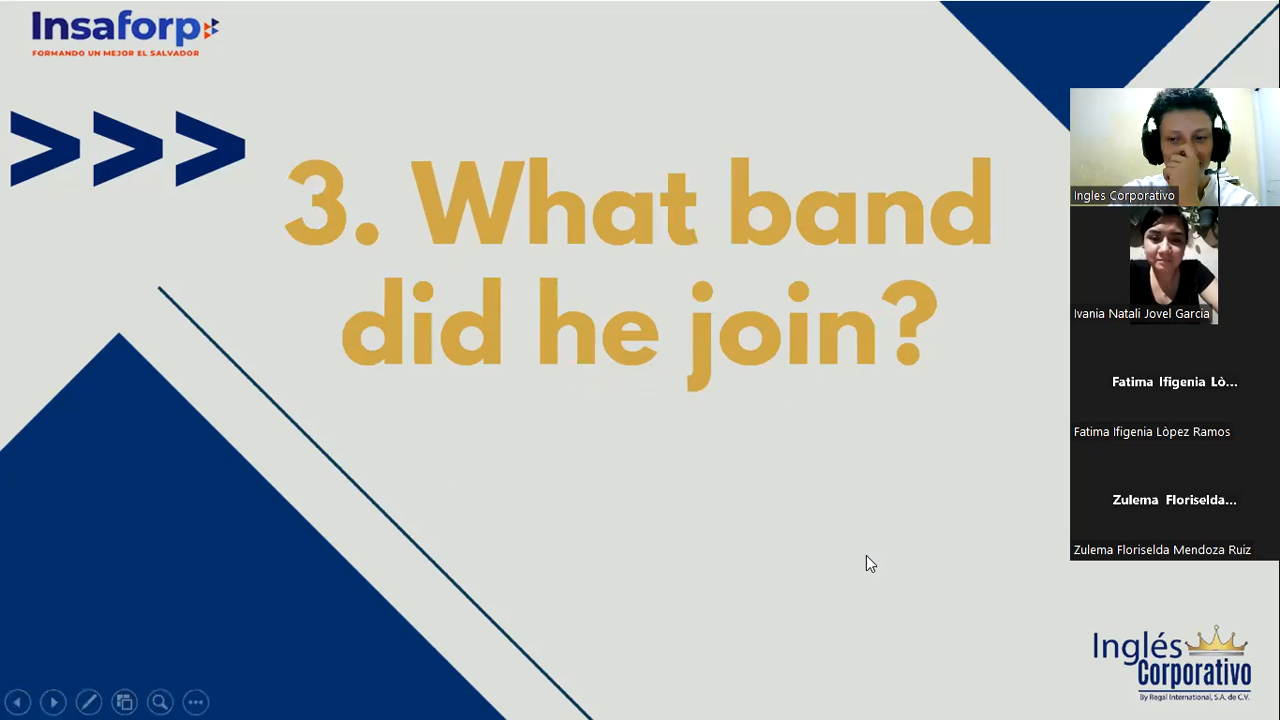 Insaforp
FORMANDO UN MEJOR EL SALVADOR
>>>
3. What band
did he join?
Ingles Corporativo
Ivania Natali Jovel Garcia
Fatima Ifigenia Lò...
Fatima Ifigenia Lòpez Ramos
Zulema Floriselda...
Zulema Floriselda Mendoza Ruiz
Inglés
Corporativo
By Regal International, S.A. de C.V.